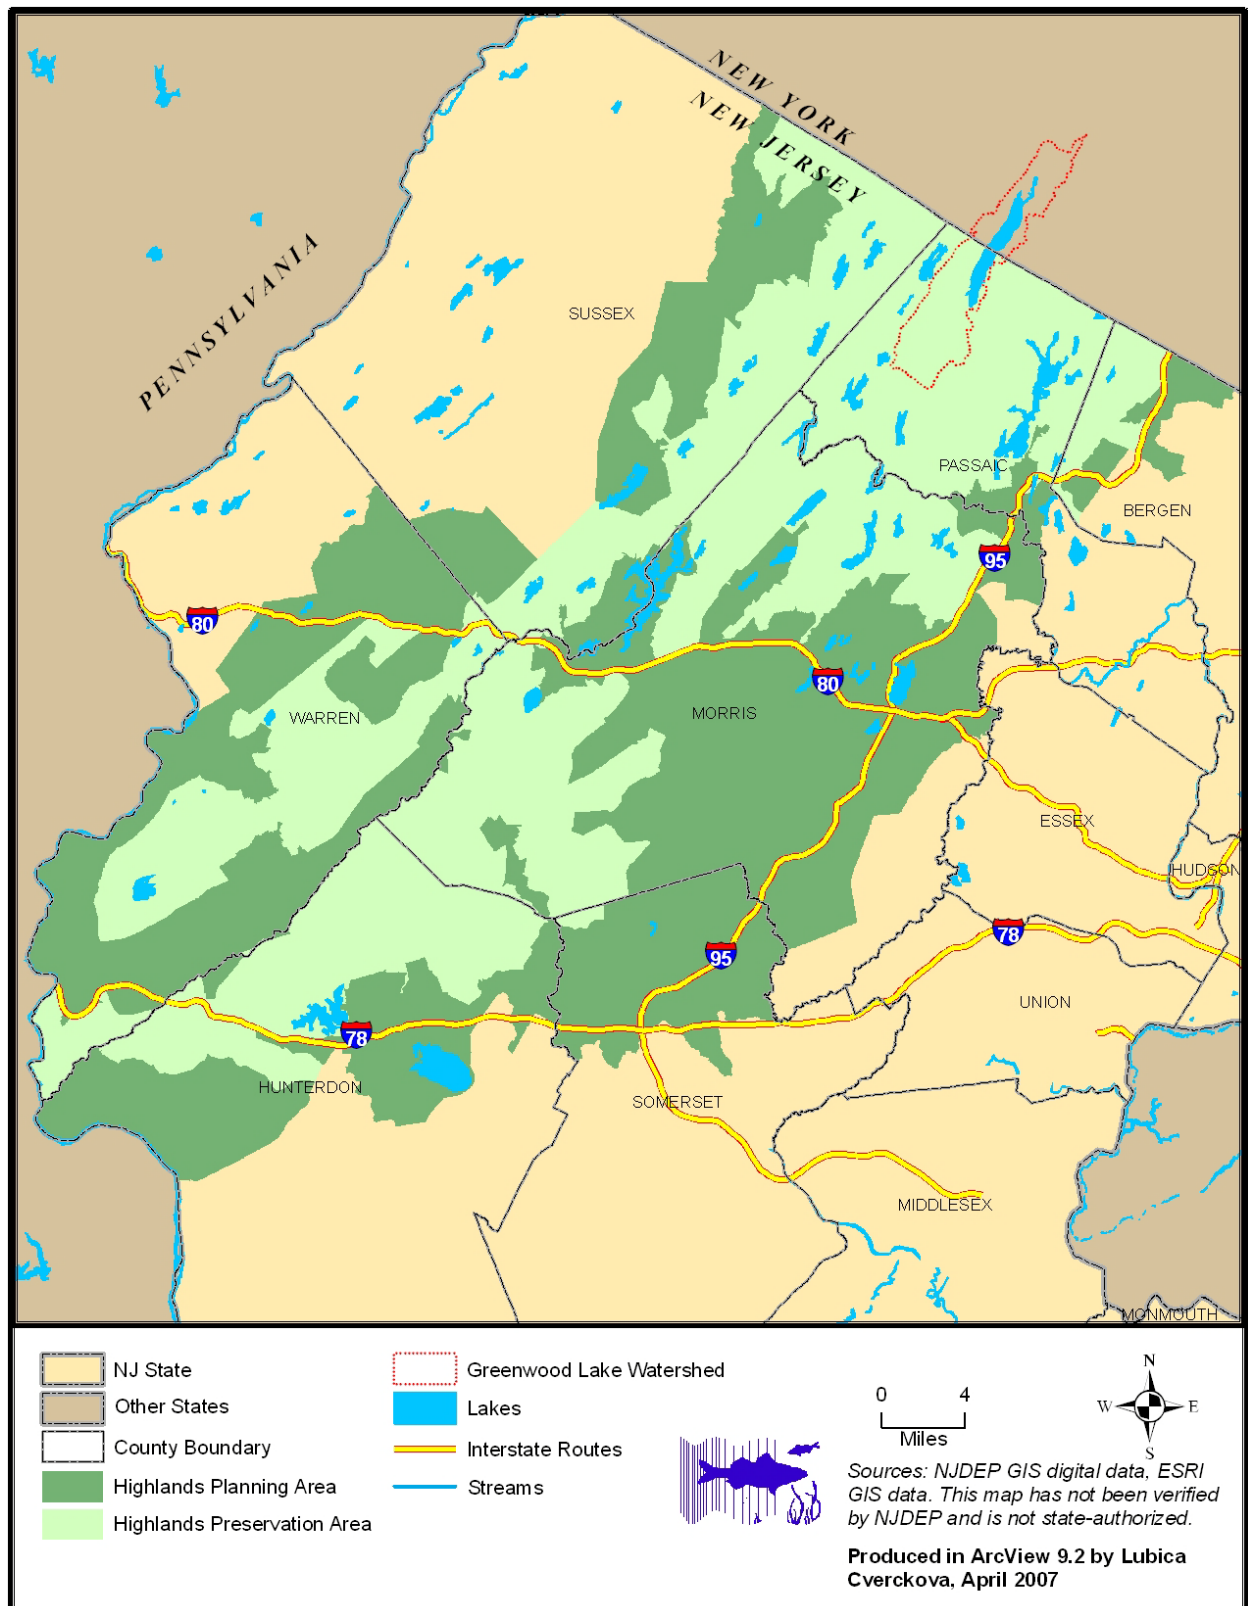 NEW YORK
NEW JERSEY
PENNSYLVANIA
SUSSEX
PASSAIC
BERGEN
95
80
80
WARREN
MORRIS
ESSEX
HUDSON
78
95
UNION
78
HUNTERDON
SOMERSET
MIDDLESEX
MONMOUTH
NJ State
Other States
County Boundary
Highlands Planning Area
Highlands Preservation Area
Greenwood Lake Watershed
Lakes
Interstate Routes
Streams
0 4
Miles
N
W E
S
Sources: NJDEP GIS digital data, ESRI
GIS data. This map has not been verified
by NJDEP and is not state-authorized.
Produced in ArcView 9.2 by Lubica
Cverckova, April 2007